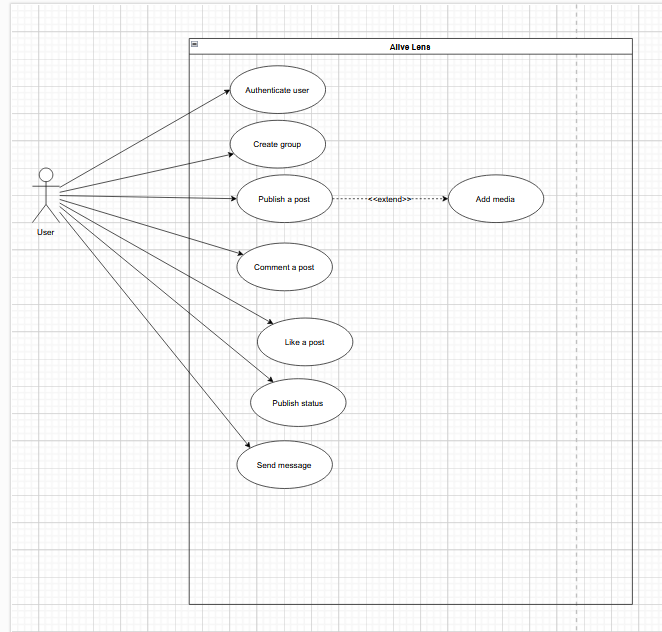 Alive Lens
Authenticate user
Create group
Publish a post
<<extend>>
Add media
User
Comment a post
Like a post
Publish status
Send message